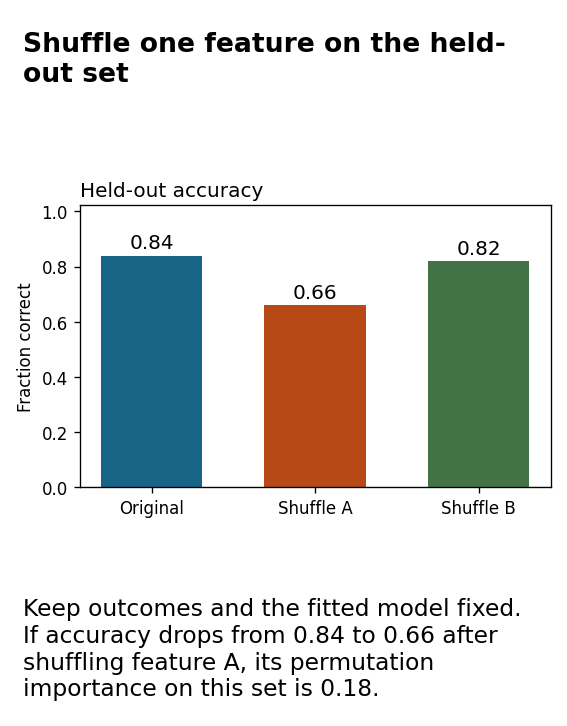 Shuffle one feature on the held-
out set
Held-out accuracy
Fraction correct
1.0
0.8
0.6
0.4
0.2
0.0
0.84
0.66
0.82
Original
Shuffle A
Shuffle B
Keep outcomes and the fitted model fixed.
If accuracy drops from 0.84 to 0.66 after
shuffling feature A, its permutation
importance on this set is 0.18.